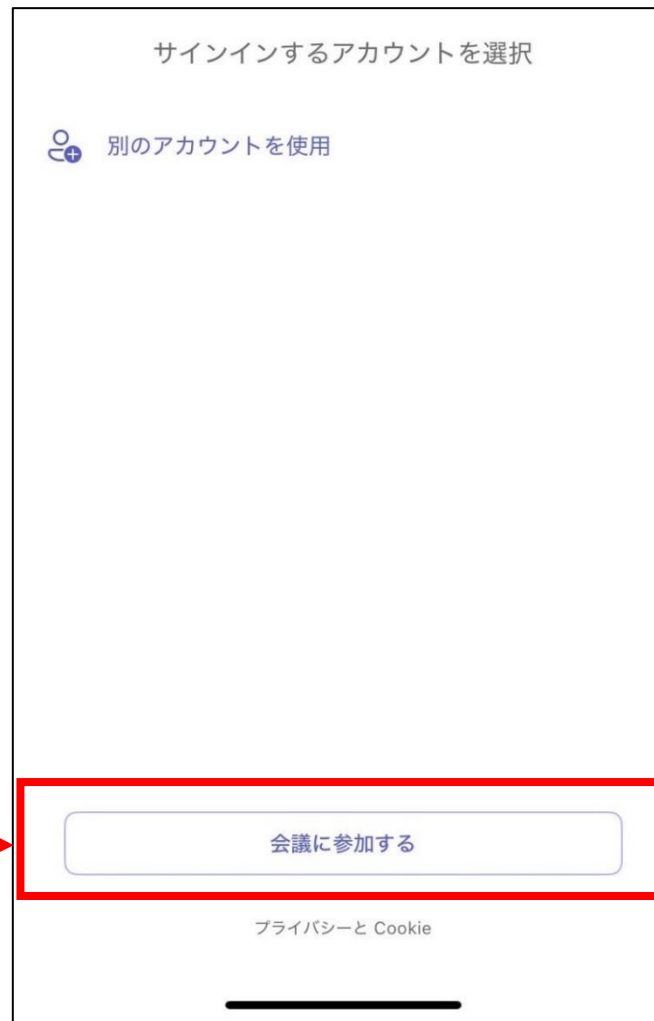 サインインするアカウントを選択
別のアカウントを使用
会議に参加する
プライバシーと Cookie